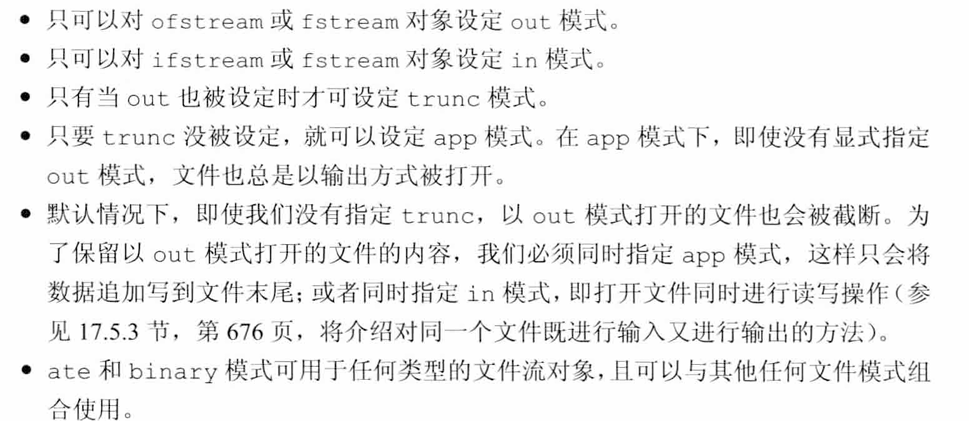 • 只可以对 ofstream 或 fstream 对象设定 out 模式。
• 只可以对 ifstream 或 fstream 对象设定 in 模式。
• 只有当 out 也被设定时才可设定 trunc 模式。
• 只要 trunc 没被设定，就可以设定 app 模式。在 app 模式下，即使没有显式指定
out 模式，文件也总是以输出方式被打开。
• 默认情况下，即使我们没有指定 trunc，以 out 模式打开的文件也会被截断。为
了保留以 out 模式打开的文件的内容，我们必须同时指定 app 模式，这样只会将
数据追加写到文件末尾；或者同时指定 in 模式，即打开文件同时进行读写操作（参
见 17.5.3 节，第 676 页，将介绍对同一个文件既进行输入又进行输出的方法）。
• ate 和 binary 模式可用于任何类型的文件流对象，且可以与其他任何文件模式组
合使用。